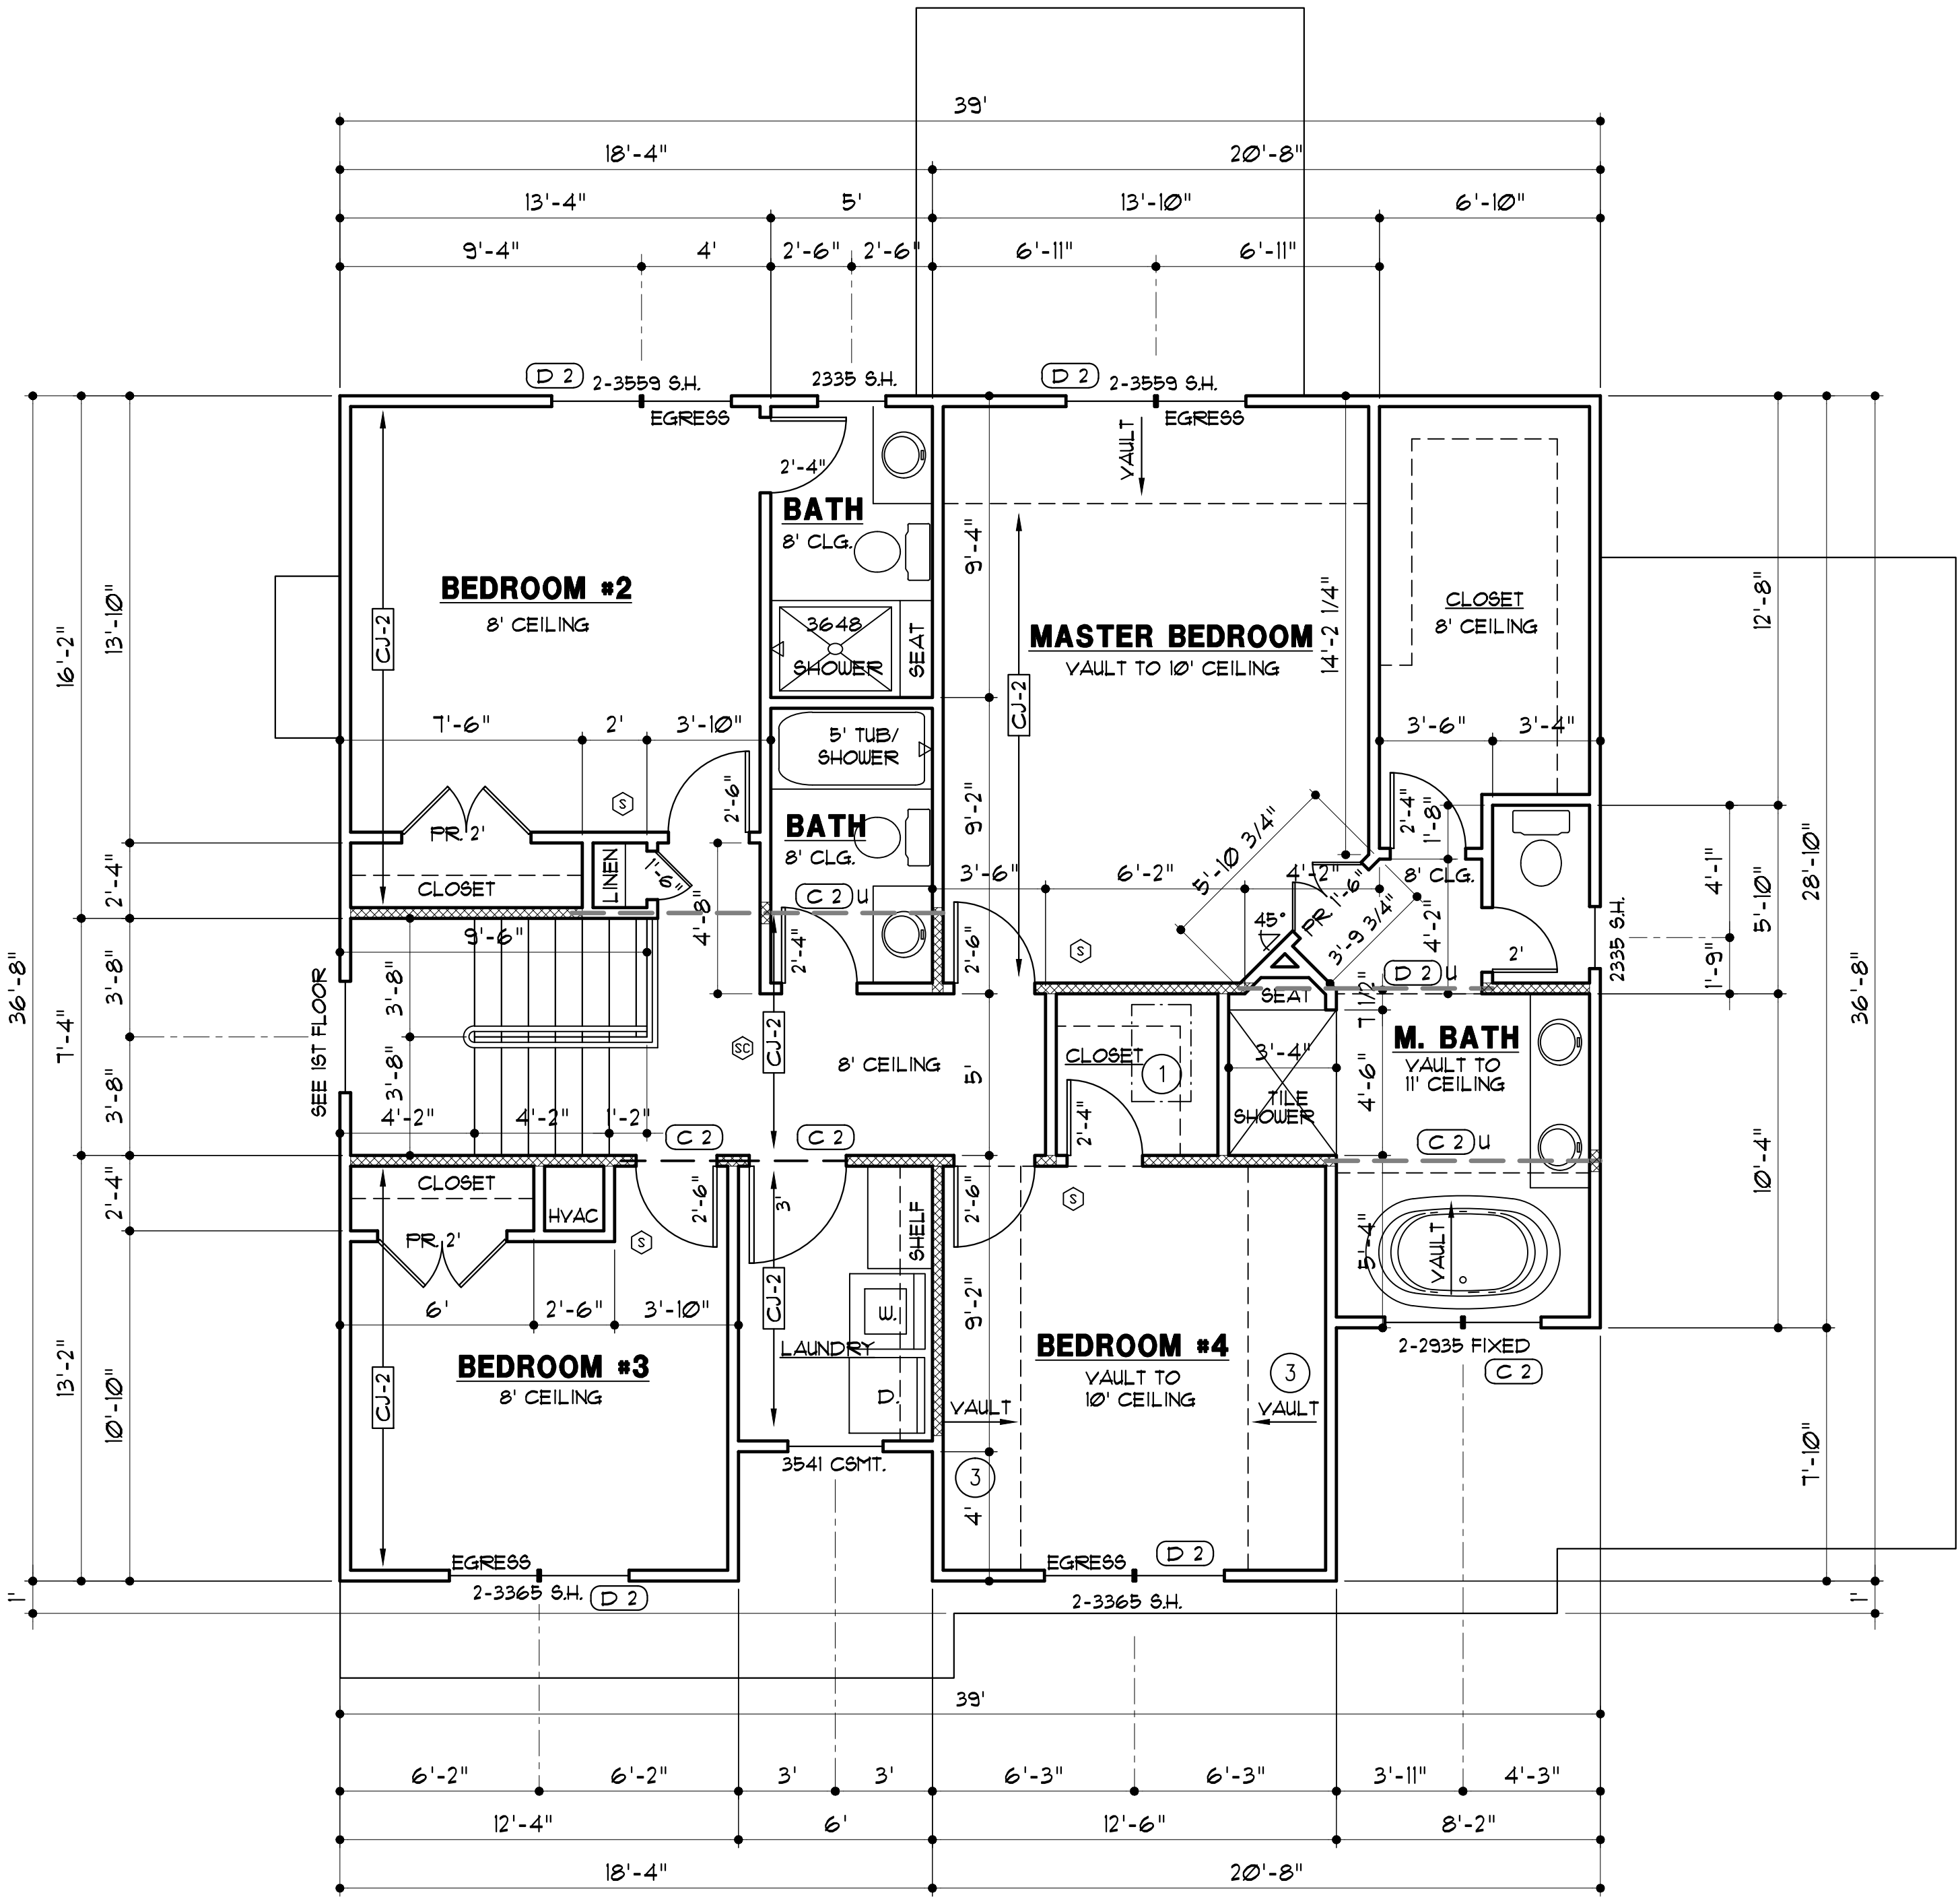 39'
18'-4" 20'-8"
13'-4" 5' 13'-10" 6'-10"
9'-4" 4' 2'-6" 2'-6" 6'-11" 6'-11"
D 2 2-3559 S.H. 2335 S.H. D 2 2-3559 S.H.
EGRESS EGRESS
VAULT
2'-4"
BATH
8' CLG.
9'-4"
BEDROOM #2
8' CEILING
CJ-2
3648
SHOWER
SEAT
MASTER BEDROOM
VAULT TO 10' CEILING
14'-2 1/4"
CJ-2
CLOSET
8' CEILING
12'-8"
13'-10"
16'-2"
7'-6" 2' 3'-10"
5' TUB/
SHOWER
3'-6" 3'-4"
S
2'-6"
9'-2"
2'-4"
1'-8"
PR. 2'
BATH
8' CLG.
LINEN
1'-6"
CLOSET
C 2 U
3'-6" 6'-2" 4'-2"
5'-10 3/4"
8' CLG.
4'-1"
5'-10"
28'-10"
2'-4"
4'-8"
9'-6"
2'-4"
2'-6"
S
45°
PR. 1'-6"
3'-9 3/4"
4'-2"
2'
2335 S.H.
1'-9"
D 2 U
36'-8"
7'-4"
3'-8"
3'-8"
SEE 1ST FLOOR
3'-8"
3'-8"
SC
CJ-2
8' CEILING
5'
SEAT
7 1/2"
M. BATH
VAULT TO
11' CEILING
36'-8"
CLOSET
1
3'-4"
TILE
SHOWER
4'-6"
2'-4"
4'-2" 4'-2" 1'-2"
C 2 C 2
C 2 U
10'-4"
CLOSET
2'-4"
HVAC
PR. 2'
S
2'-6"
3'
SHELF
2'-6"
S
5'-4"
VAULT
6' 2'-6" 3'-10"
CJ-2
W.
9'-2"
LAUNDRY
BEDROOM #3
8' CEILING
CJ-2
D.
BEDROOM #4
VAULT TO
10' CEILING
3
VAULT VAULT
2-2935 FIXED
C 2
13'-2"
10'-10"
7'-10"
3541 CSMT.
3
4'
EGRESS EGRESS
D 2
2-3365 S.H. D 2 2-3365 S.H.
1' 1'
39'
6'-2" 6'-2" 3' 3' 6'-3" 6'-3" 3'-11" 4'-3"
12'-4" 6' 12'-6" 8'-2"
18'-4" 20'-8"